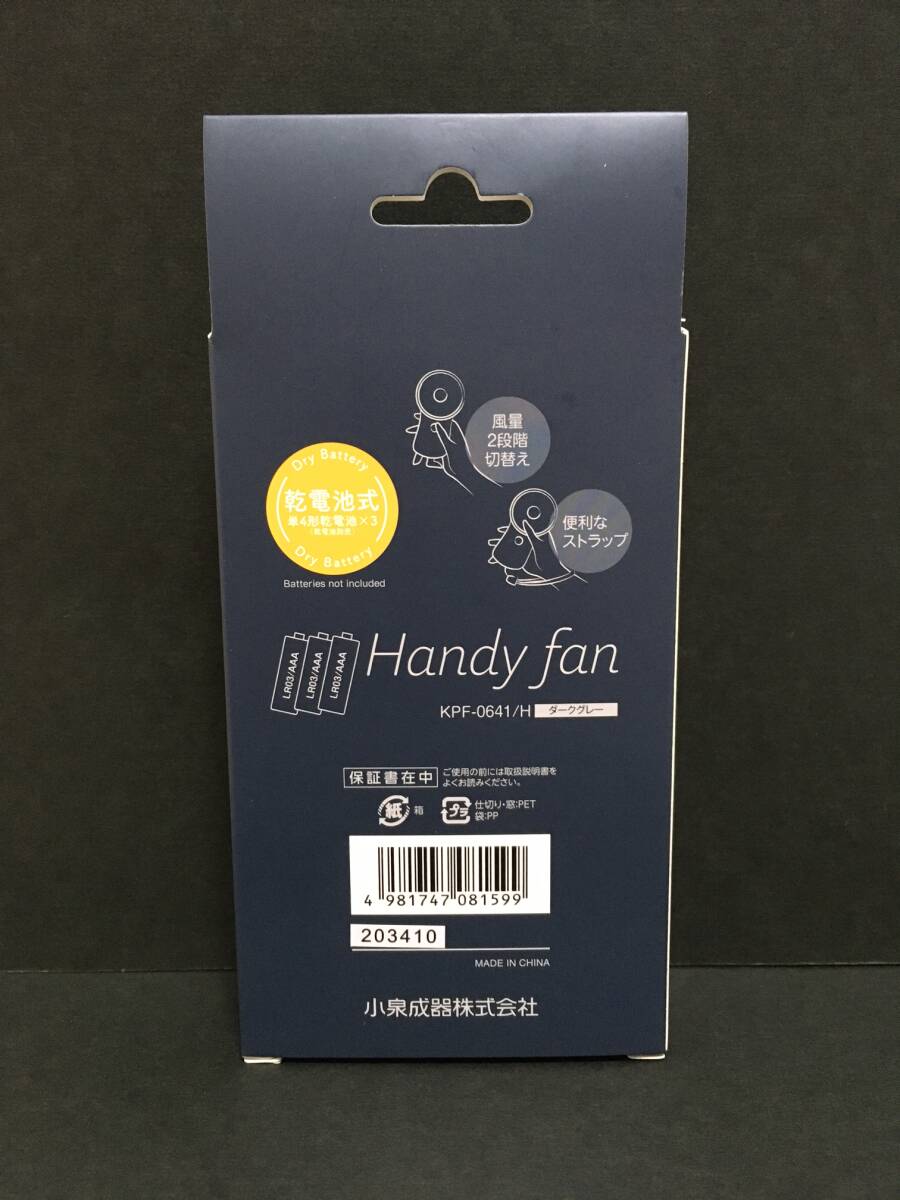 風量
2段階
切替え
Dry Battery
乾電池式
単4形乾電池×3
(乾電池別売)
Dry Battery
Batteries not included
便利な
ストラップ
LR03/AAA
LR03/AAA
LR03/AAA
Handy fan
KPF-0641/H ダークグレー
保証書在中 ご使用の前には取扱説明書を
よくお読みください。
紙 箱 プラ 仕切り・窓:PET
袋:PP
4 981747 081599
203410
MADE IN CHINA
小泉成器株式会社